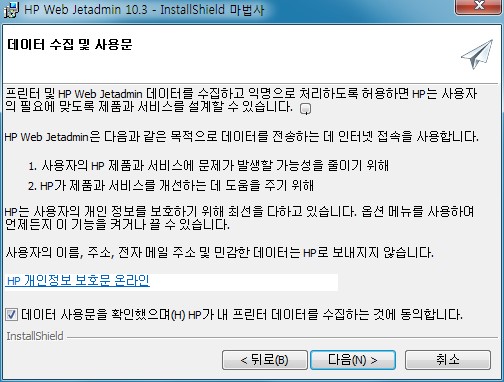 HP Web Jetadmin 10.3 - InstallShield 마법사
데이터 수집 및 사용문
프린터 및 HP Web Jetadmin 데이터를 수집하고 익명으로 처리하도록 허용하면 HP는 사용자
의 필요에 맞도록 제품과 서비스를 설계할 수 있습니다.
HP Web Jetadmin은 다음과 같은 목적으로 데이터를 전송하는 데 인터넷 접속을 사용합니다.
1. 사용자의 HP 제품과 서비스에 문제가 발생할 가능성을 줄이기 위해
2. HP가 제품과 서비스를 개선하는 데 도움을 주기 위해
HP는 사용자의 개인 정보를 보호하기 위해 최선을 다하고 있습니다. 옵션 메뉴를 사용하여
언제든지 이 기능을 켜거나 끌 수 있습니다.
사용자의 이름, 주소, 전자 메일 주소 및 민감한 데이터는 HP로 보내지지 않습니다.
HP 개인정보 보호문 온라인
데이터 사용문을 확인했으며(H) HP가 내 프린터 데이터를 수집하는 것에 동의합니다.
InstallShield
< 뒤로(B)
다음(N) >
취소